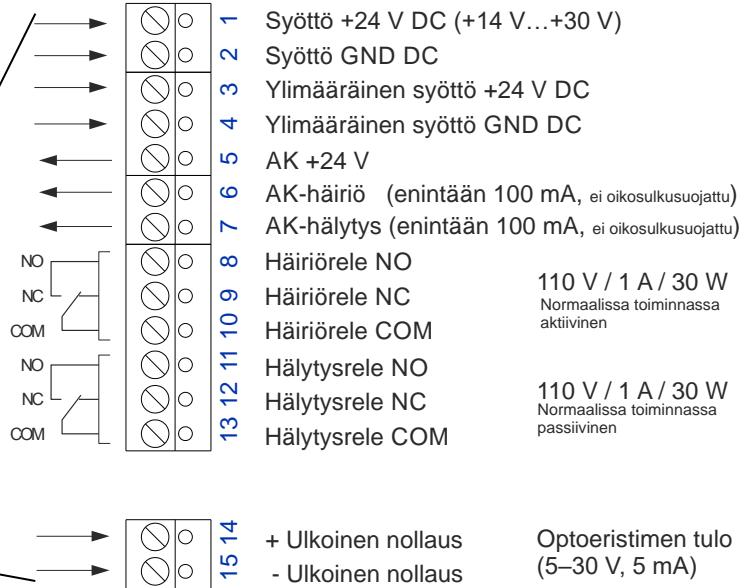 1 Syöttö +24 V DC (+14 V…+30 V)
2 Syöttö GND DC
3 Ylimääräinen syöttö +24 V DC
4 Ylimääräinen syöttö GND DC
5 AK +24 V
6 AK-häiriö (enintään 100 mA, ei oikosulkusuojattu)
7 AK-hälytys (enintään 100 mA, ei oikosulkusuojattu)
NO 8 Häiriörele NO
NC 9 Häiriörele NC
COM 10 Häiriörele COM
110 V / 1 A / 30 W
Normaalissa toiminnassa
aktiivinen
NO 11 Hälytysrele NO
NC 12 Hälytysrele NC
COM 13 Hälytysrele COM
110 V / 1 A / 30 W
Normaalissa toiminnassa
passiivinen
14 + Ulkoinen nollaus
15 - Ulkoinen nollaus
Optoeristimen tulo
(5–30 V, 5 mA)